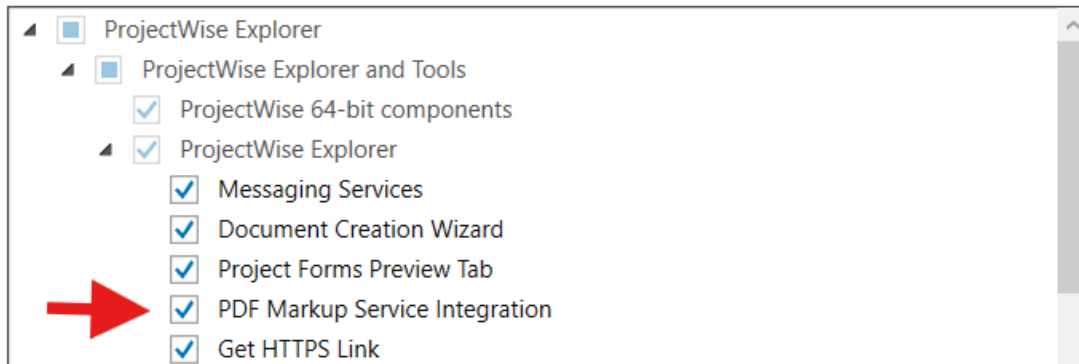 ProjectWise Explorer
ProjectWise Explorer and Tools
ProjectWise 64-bit components
ProjectWise Explorer
Messaging Services
Document Creation Wizard
Project Forms Preview Tab
PDF Markup Service Integration
Get HTTPS Link